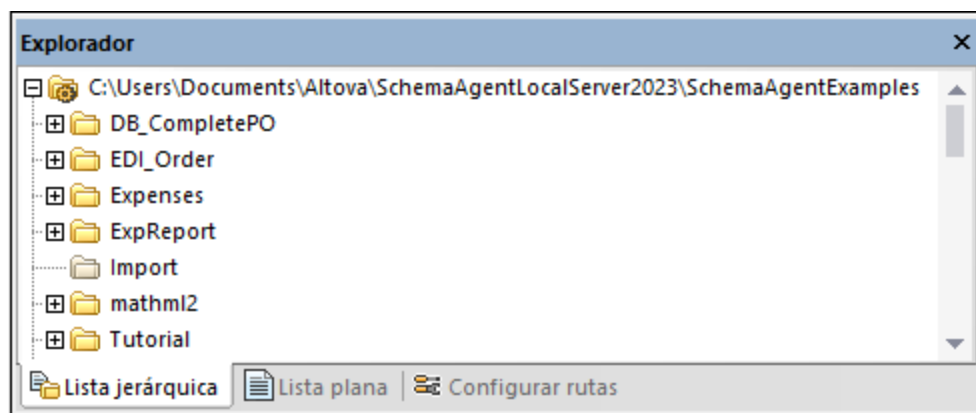 Explorador
C:\Users\Documents\Altova\SchemaAgentLocalServer2023\SchemaAgentExamples
DB_CompletePO
EDI_Order
Expenses
ExpReport
Import
mathml2
Tutorial
Lista jerárquica Lista plana Configurar rutas